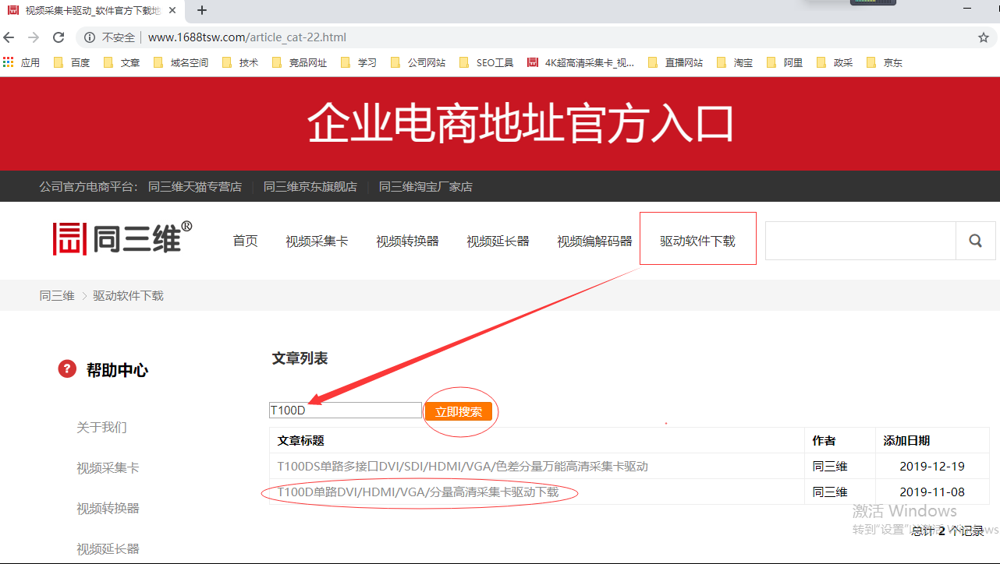 视频采集卡驱动_软件官方下载地
不安全 www.1688tsw.com/article_cat-22.html
应用 百度 文章 域名空间 技术 竞品网址 学习 公司网站 SEO工具 4K超高清采集卡_视... 直播网站 淘宝 阿里 政采 京东
企业电商地址官方入口
公司官方电商平台： 同三维天猫专营店 同三维京东旗舰店 同三维淘宝厂家店
同三维® 首页 视频采集卡 视频转换器 视频延长器 视频编解码器 驱动软件下载
同三维 > 驱动软件下载
文章列表
? 帮助中心
T100D 立即搜索
关于我们
文章标题 作者 添加日期
T100DS单路多接口DVI/SDI/HDMI/VGA/色差分量万能高清采集卡驱动 同三维 2019-12-19
视频采集卡
T100D单路DVI/HDMI/VGA/分量高清采集卡驱动下载 同三维 2019-11-08
视频转换器
激活 Windows
转到"设置"以激活 Windows
总计 2 个记录
视频延长器